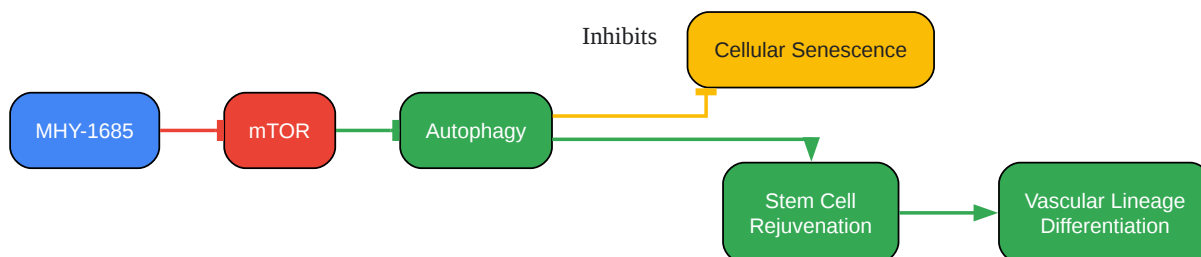 Inhibits
Cellular Senescence
MHY-1685
mTOR
Autophagy
Stem Cell
Rejuvenation
Vascular Lineage
Differentiation